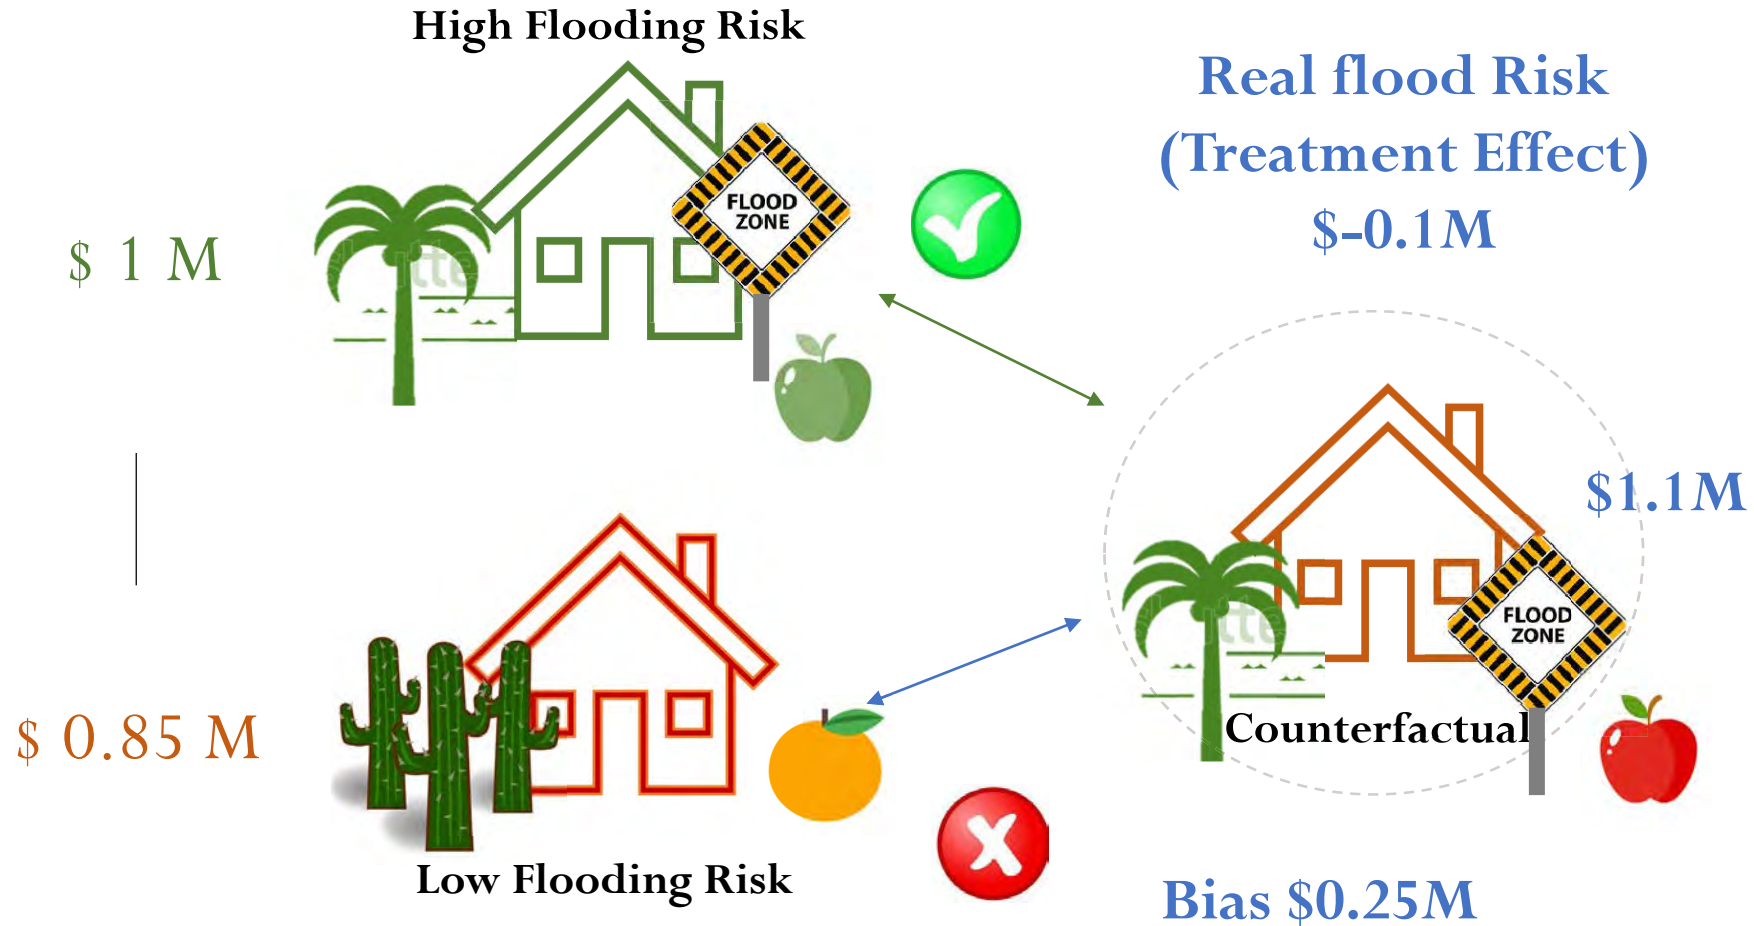 High Flooding Risk
Real flood Risk
(Treatment Effect)
$-0.1M
FLOOD
ZONE
$ 1 M
$1.1M
FLOOD
ZONE
Counterfactual
$ 0.85 M
Low Flooding Risk
Bias $0.25M